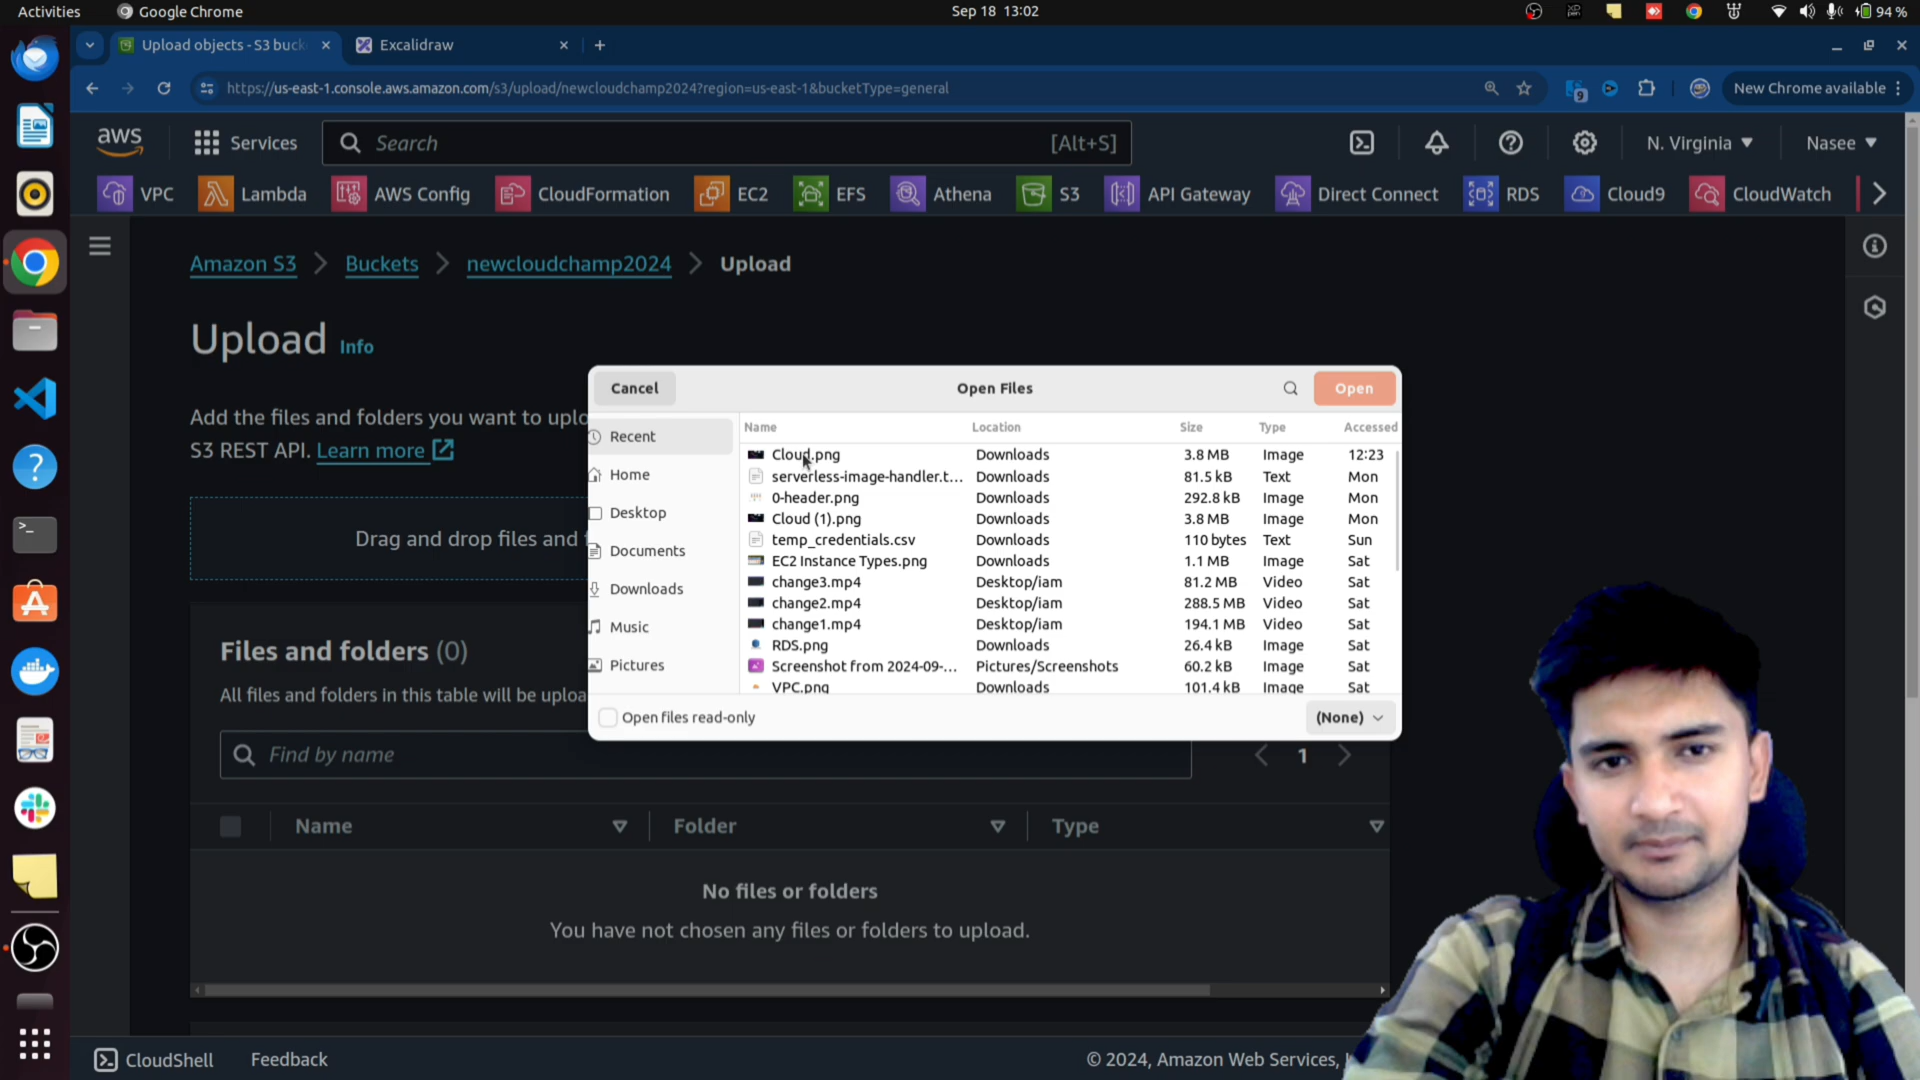 Activities
Google Chrome
Sep 18 13:02
94 %
Upload objects - S3 buck
Excalidraw
https://us-east-1.console.aws.amazon.com/s3/upload/newcloudchamp2024?region=us-east-1&bucketType=general
9
New Chrome available
aws
Services
Search
[Alt+S]
N. Virginia
Nasee
VPC
Lambda
AWS Config
CloudFormation
EC2
EFS
Athena
S3
API Gateway
Direct Connect
RDS
Cloud9
CloudWatch
Amazon S3
Buckets
newcloudchamp2024
Upload
Upload Info
Add the files and folders you want to uplo
S3 REST API. Learn more
Drag and drop files and f
Files and folders (0)
All files and folders in this table will be uploa
Find by name
1
Name
Folder
Type
No files or folders
You have not chosen any files or folders to upload.
Cancel
Open Files
Open
Recent
Home
Desktop
Documents
Downloads
Music
Pictures
Name Location Size Type Accessed
Cloud.png Downloads 3.8 MB Image 12:23
serverless-image-handler.t... Downloads 81.5 kB Text Mon
0-header.png Downloads 292.8 kB Image Mon
Cloud (1).png Downloads 3.8 MB Image Mon
temp_credentials.csv Downloads 110 bytes Text Sun
EC2 Instance Types.png Downloads 1.1 MB Image Sat
change3.mp4 Desktop/iam 81.2 MB Video Sat
change2.mp4 Desktop/iam 288.5 MB Video Sat
change1.mp4 Desktop/iam 194.1 MB Video Sat
RDS.png Downloads 26.4 kB Image Sat
Screenshot from 2024-09-... Pictures/Screenshots 60.2 kB Image Sat
VPC.png Downloads 101.4 kB Image Sat
Open files read-only
(None)
CloudShell
Feedback
© 2024, Amazon Web Services,